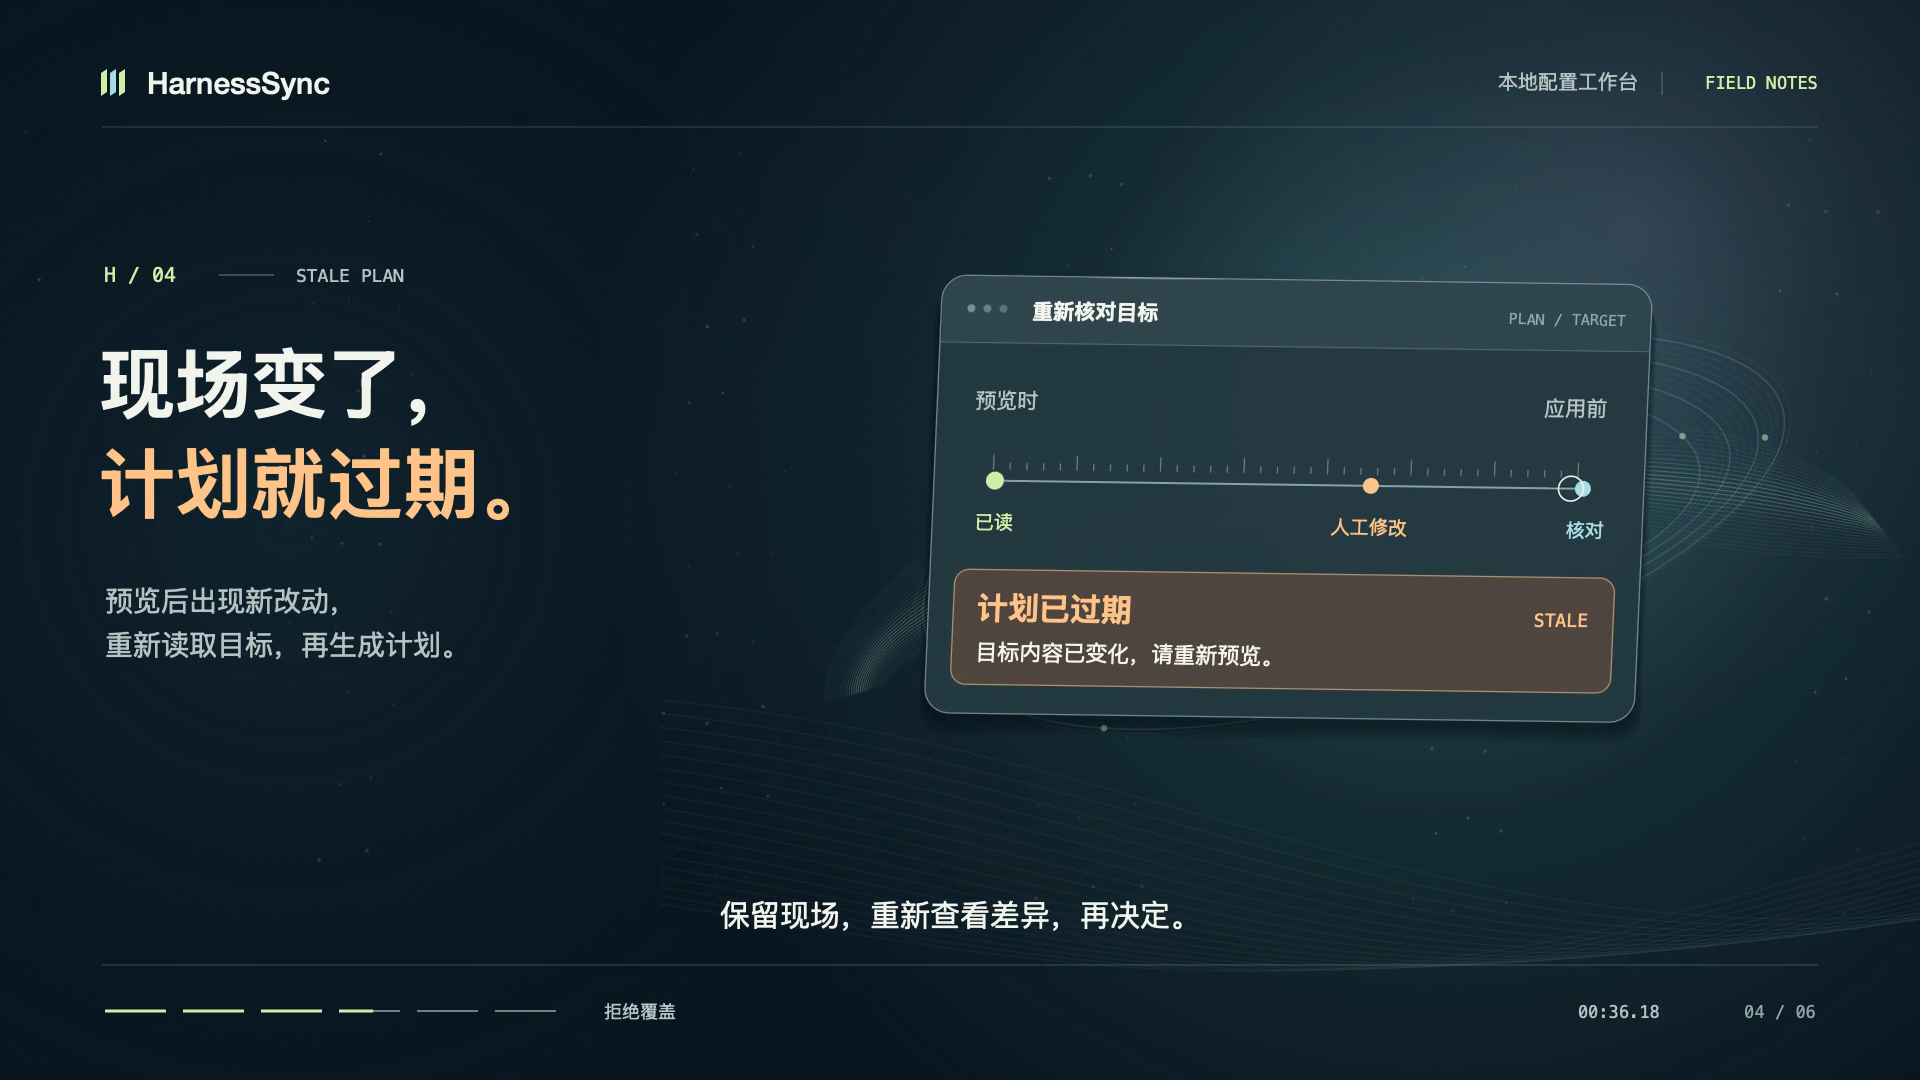 HarnessSync
本地配置工作台
FIELD NOTES
H / 04
STALE PLAN
现场变了，
计划就过期。
预览后出现新改动，
重新读取目标，再生成计划。
重新核对目标
PLAN / TARGET
预览时
应用前
已读
人工修改
核对
计划已过期
STALE
目标内容已变化，请重新预览。
保留现场，重新查看差异，再决定。
拒绝覆盖
00:36.18
04 / 06